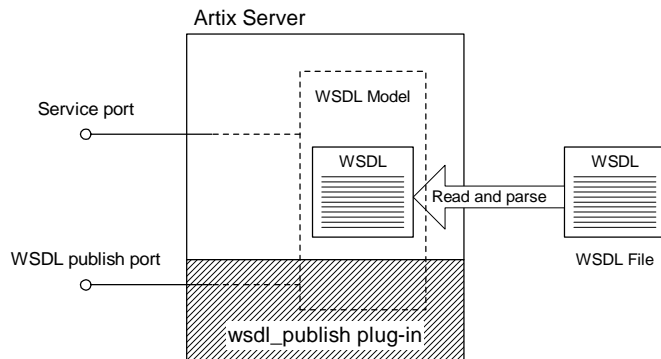 Artix Server
Service port
WSDL Model
WSDL
WSDL
Read and parse
WSDL publish port
WSDL File
wsdl_publish plug-in